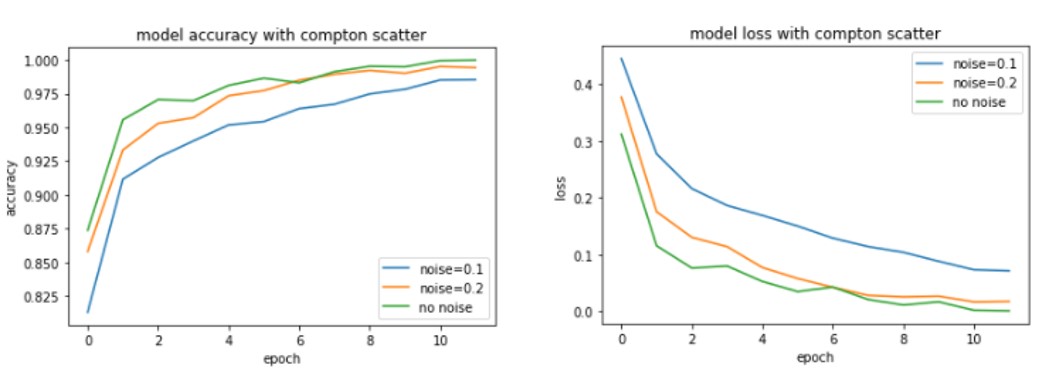 model accuracy with compton scatter
1.000
0.975
0.950
0.925
0.900
0.875
0.850
0.825
accuracy
noise=0.1
noise=0.2
no noise
0 2 4 6 8 10
epoch
model loss with compton scatter
0.4
0.3
0.2
0.1
0.0
loss
noise=0.1
noise=0.2
no noise
0 2 4 6 8 10
epoch